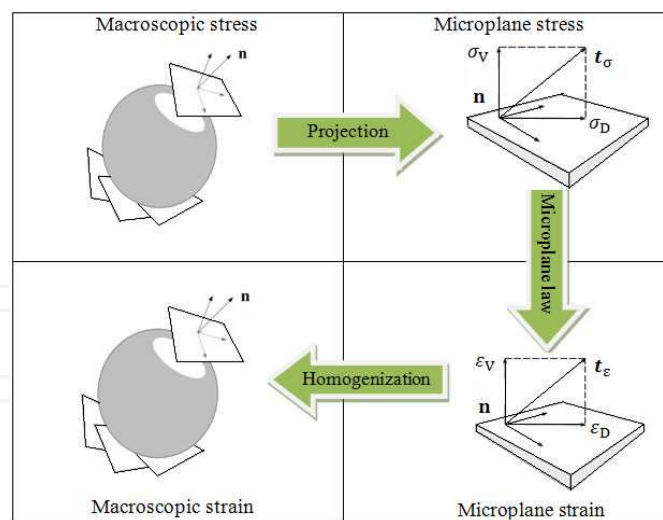 Macroscopic stress
n
Projection
Microplane stress
σV
tσ
n
σD
Microplane law
Macroscopic strain
n
Homogenization
εV
tε
n
εD
Microplane strain